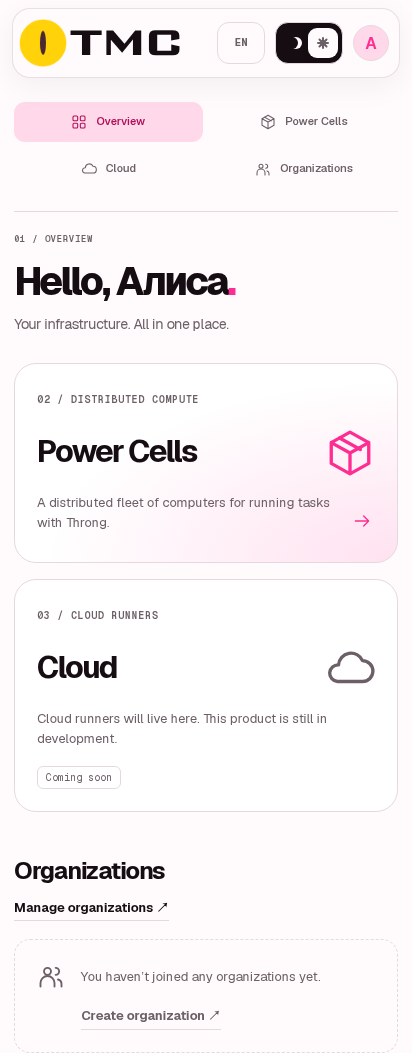 TMC
EN
A
Overview
Power Cells
Cloud
Organizations
01 / OVERVIEW
Hello, Алиса.
Your infrastructure. All in one place.
02 / DISTRIBUTED COMPUTE
Power Cells
A distributed fleet of computers for running tasks
with Throng.
→
03 / CLOUD RUNNERS
Cloud
Cloud runners will live here. This product is still in
development.
Coming soon
Organizations
Manage organizations ↗
You haven’t joined any organizations yet.
Create organization ↗